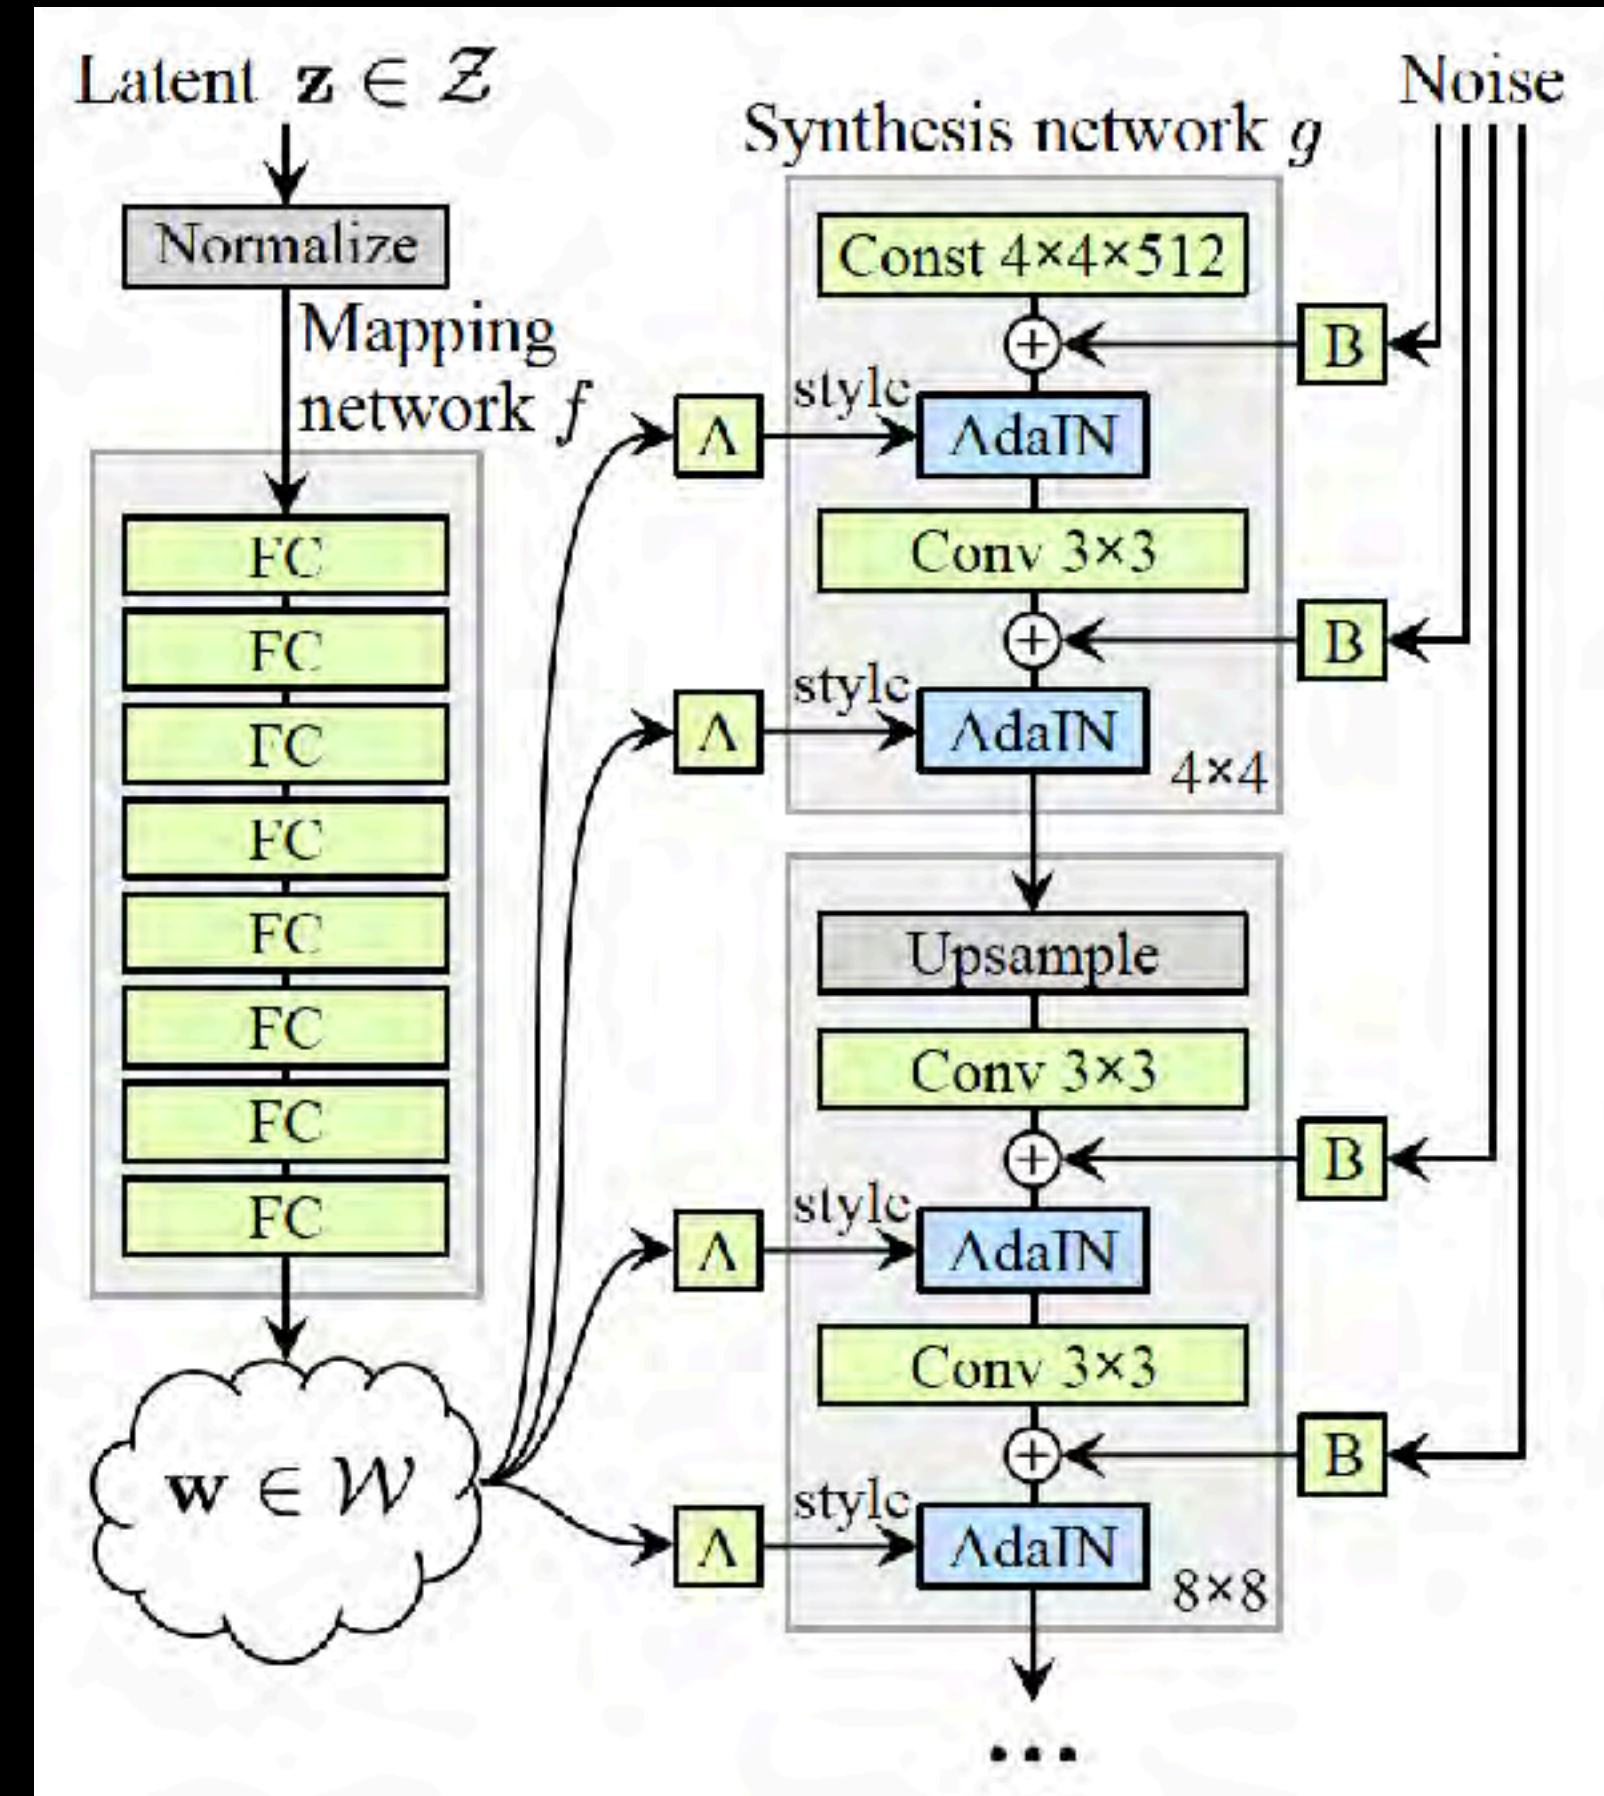 Latent z ∈ Z
Normalize
Mapping
network f
FC
FC
FC
FC
FC
FC
FC
FC
w ∈ W
Synthesis network g
Noise
Const 4×4×512
B
A
style
AdaIN
Conv 3×3
B
A
style
AdaIN
4×4
Upsample
Conv 3×3
B
A
style
AdaIN
Conv 3×3
B
A
style
AdaIN
8×8
...